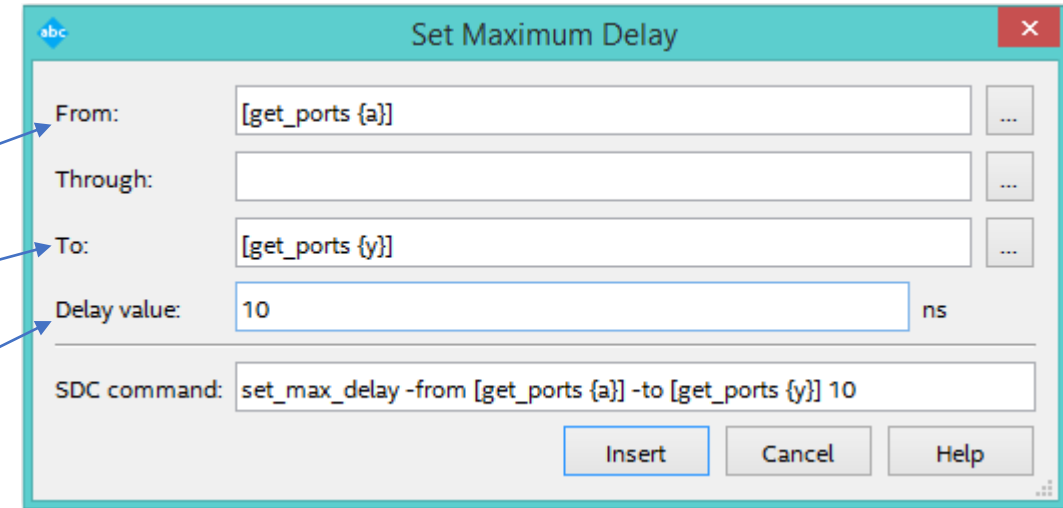 abc
Set Maximum Delay
From: [get_ports {a}] ...
Through: ...
To: [get_ports {y}] ...
Delay value: 10 ns
SDC command: set_max_delay -from [get_ports {a}] -to [get_ports {y}] 10
Insert Cancel Help